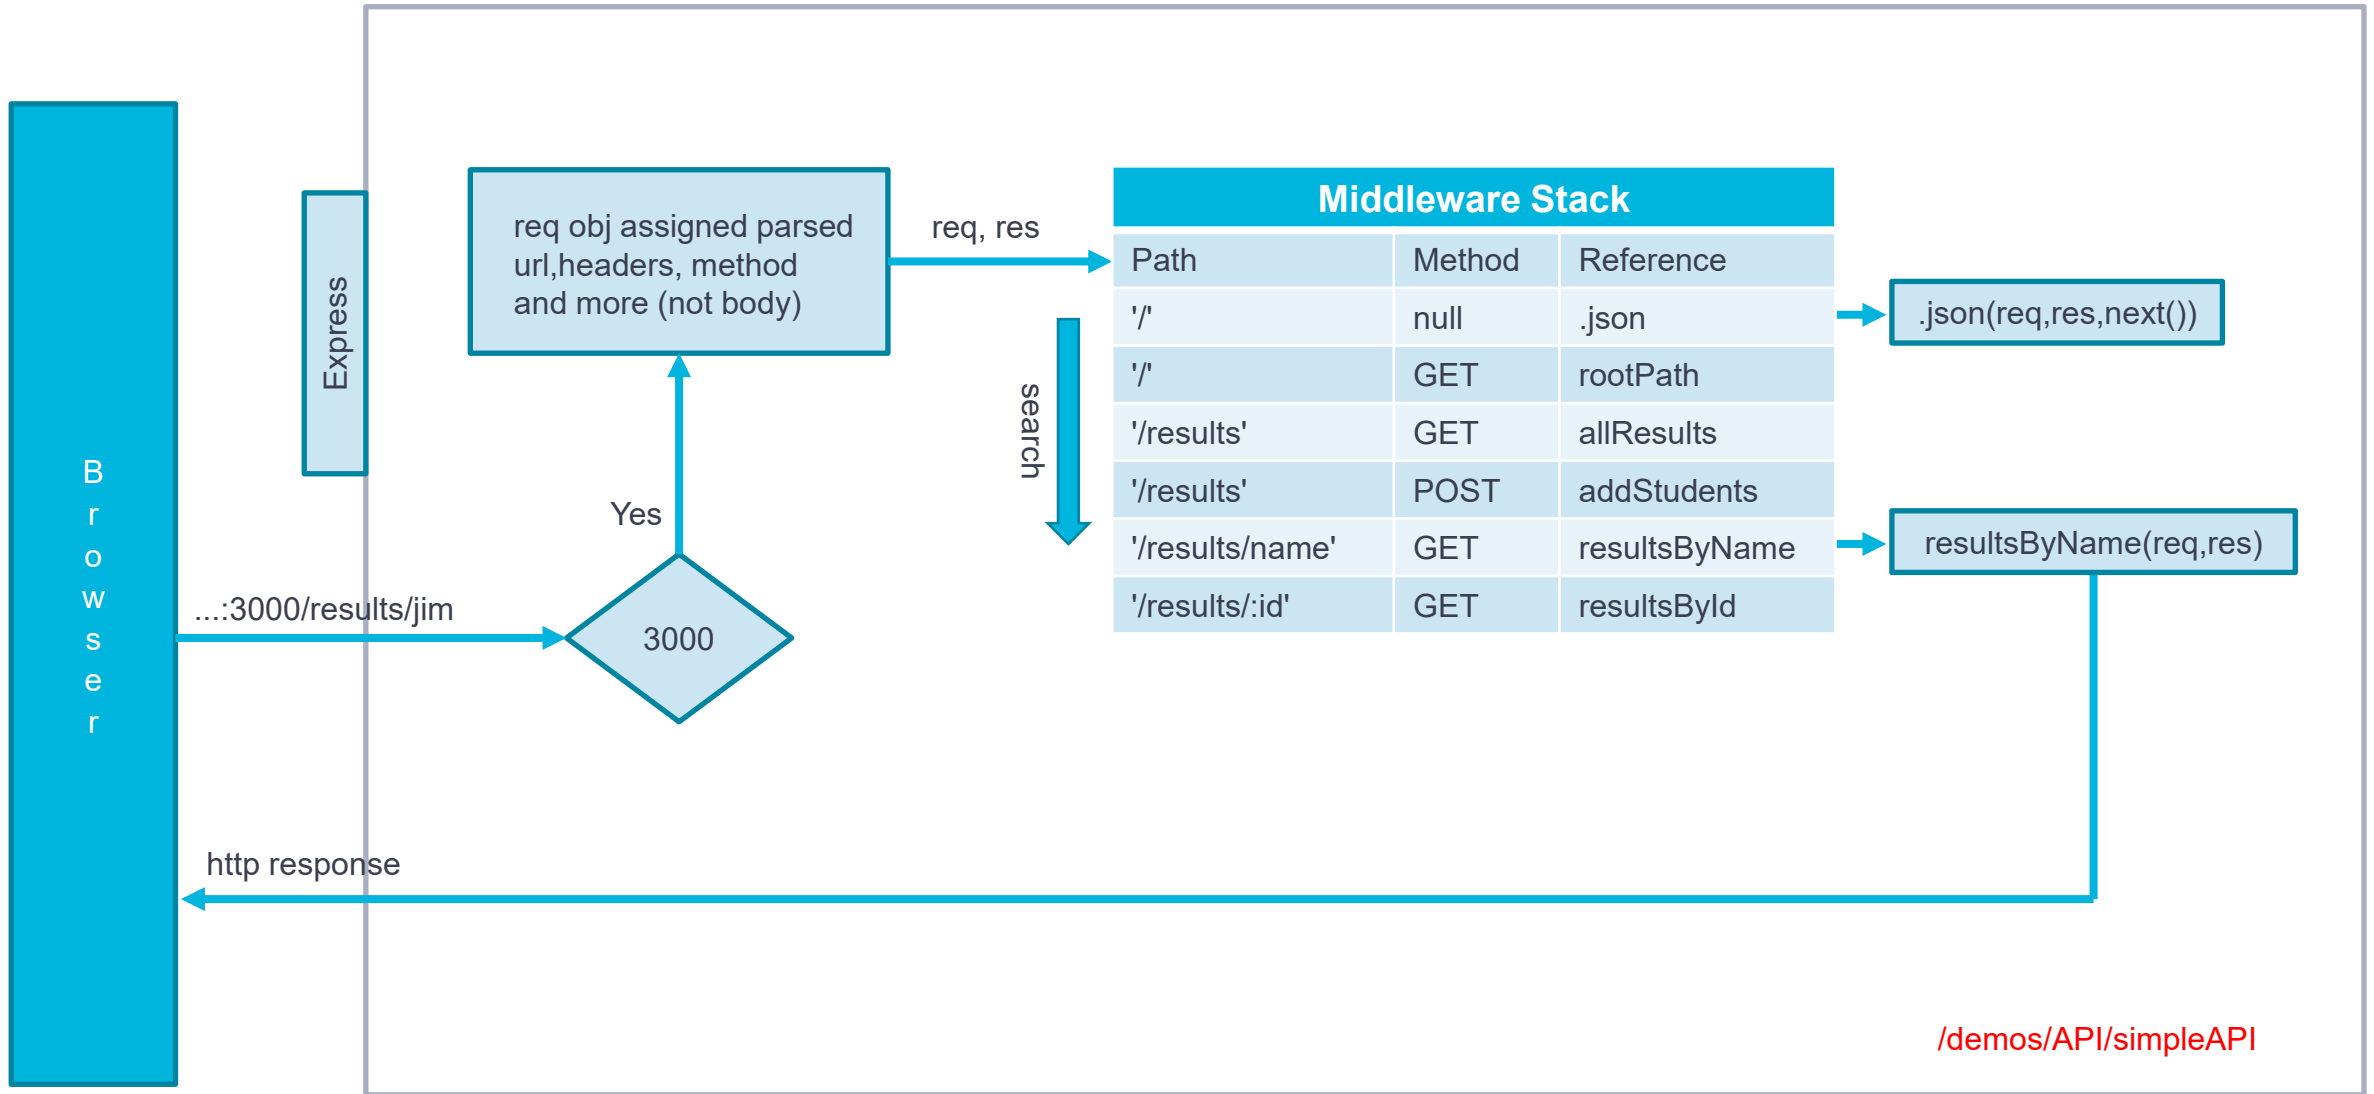 Browser
Express
req obj assigned parsed
url,headers, method
and more (not body)
req, res
Yes
3000
...:3000/results/jim
http response
search
Middleware Stack
Path Method Reference
'/' null .json
'/' GET rootPath
'/results' GET allResults
'/results' POST addStudents
'/results/name' GET resultsByName
'/results/:id' GET resultsById
.json(req,res,next())
resultsByName(req,res)
/demos/API/simpleAPI